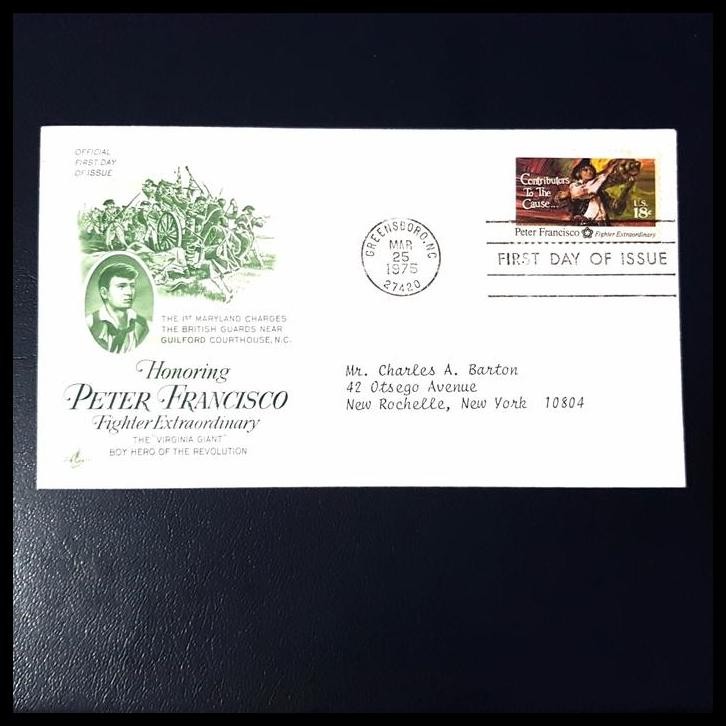 OFFICIAL
FIRST DAY
OF ISSUE
THE 1ST MARYLAND CHARGES
THE BRITISH GUARDS NEAR
GUILFORD COURTHOUSE, N.C.
Honoring
PETER FRANCISCO
Fighter Extraordinary
THE "VIRGINIA GIANT"
BOY HERO OF THE REVOLUTION
GREENSBORO, NC
MAR
25
1975
27420
Contributors
To The
Cause...
U.S.
18c
Peter Francisco Fighter Extraordinary
FIRST DAY OF ISSUE
Mr. Charles A. Barton
42 Otsego Avenue
New Rochelle, New York 10804